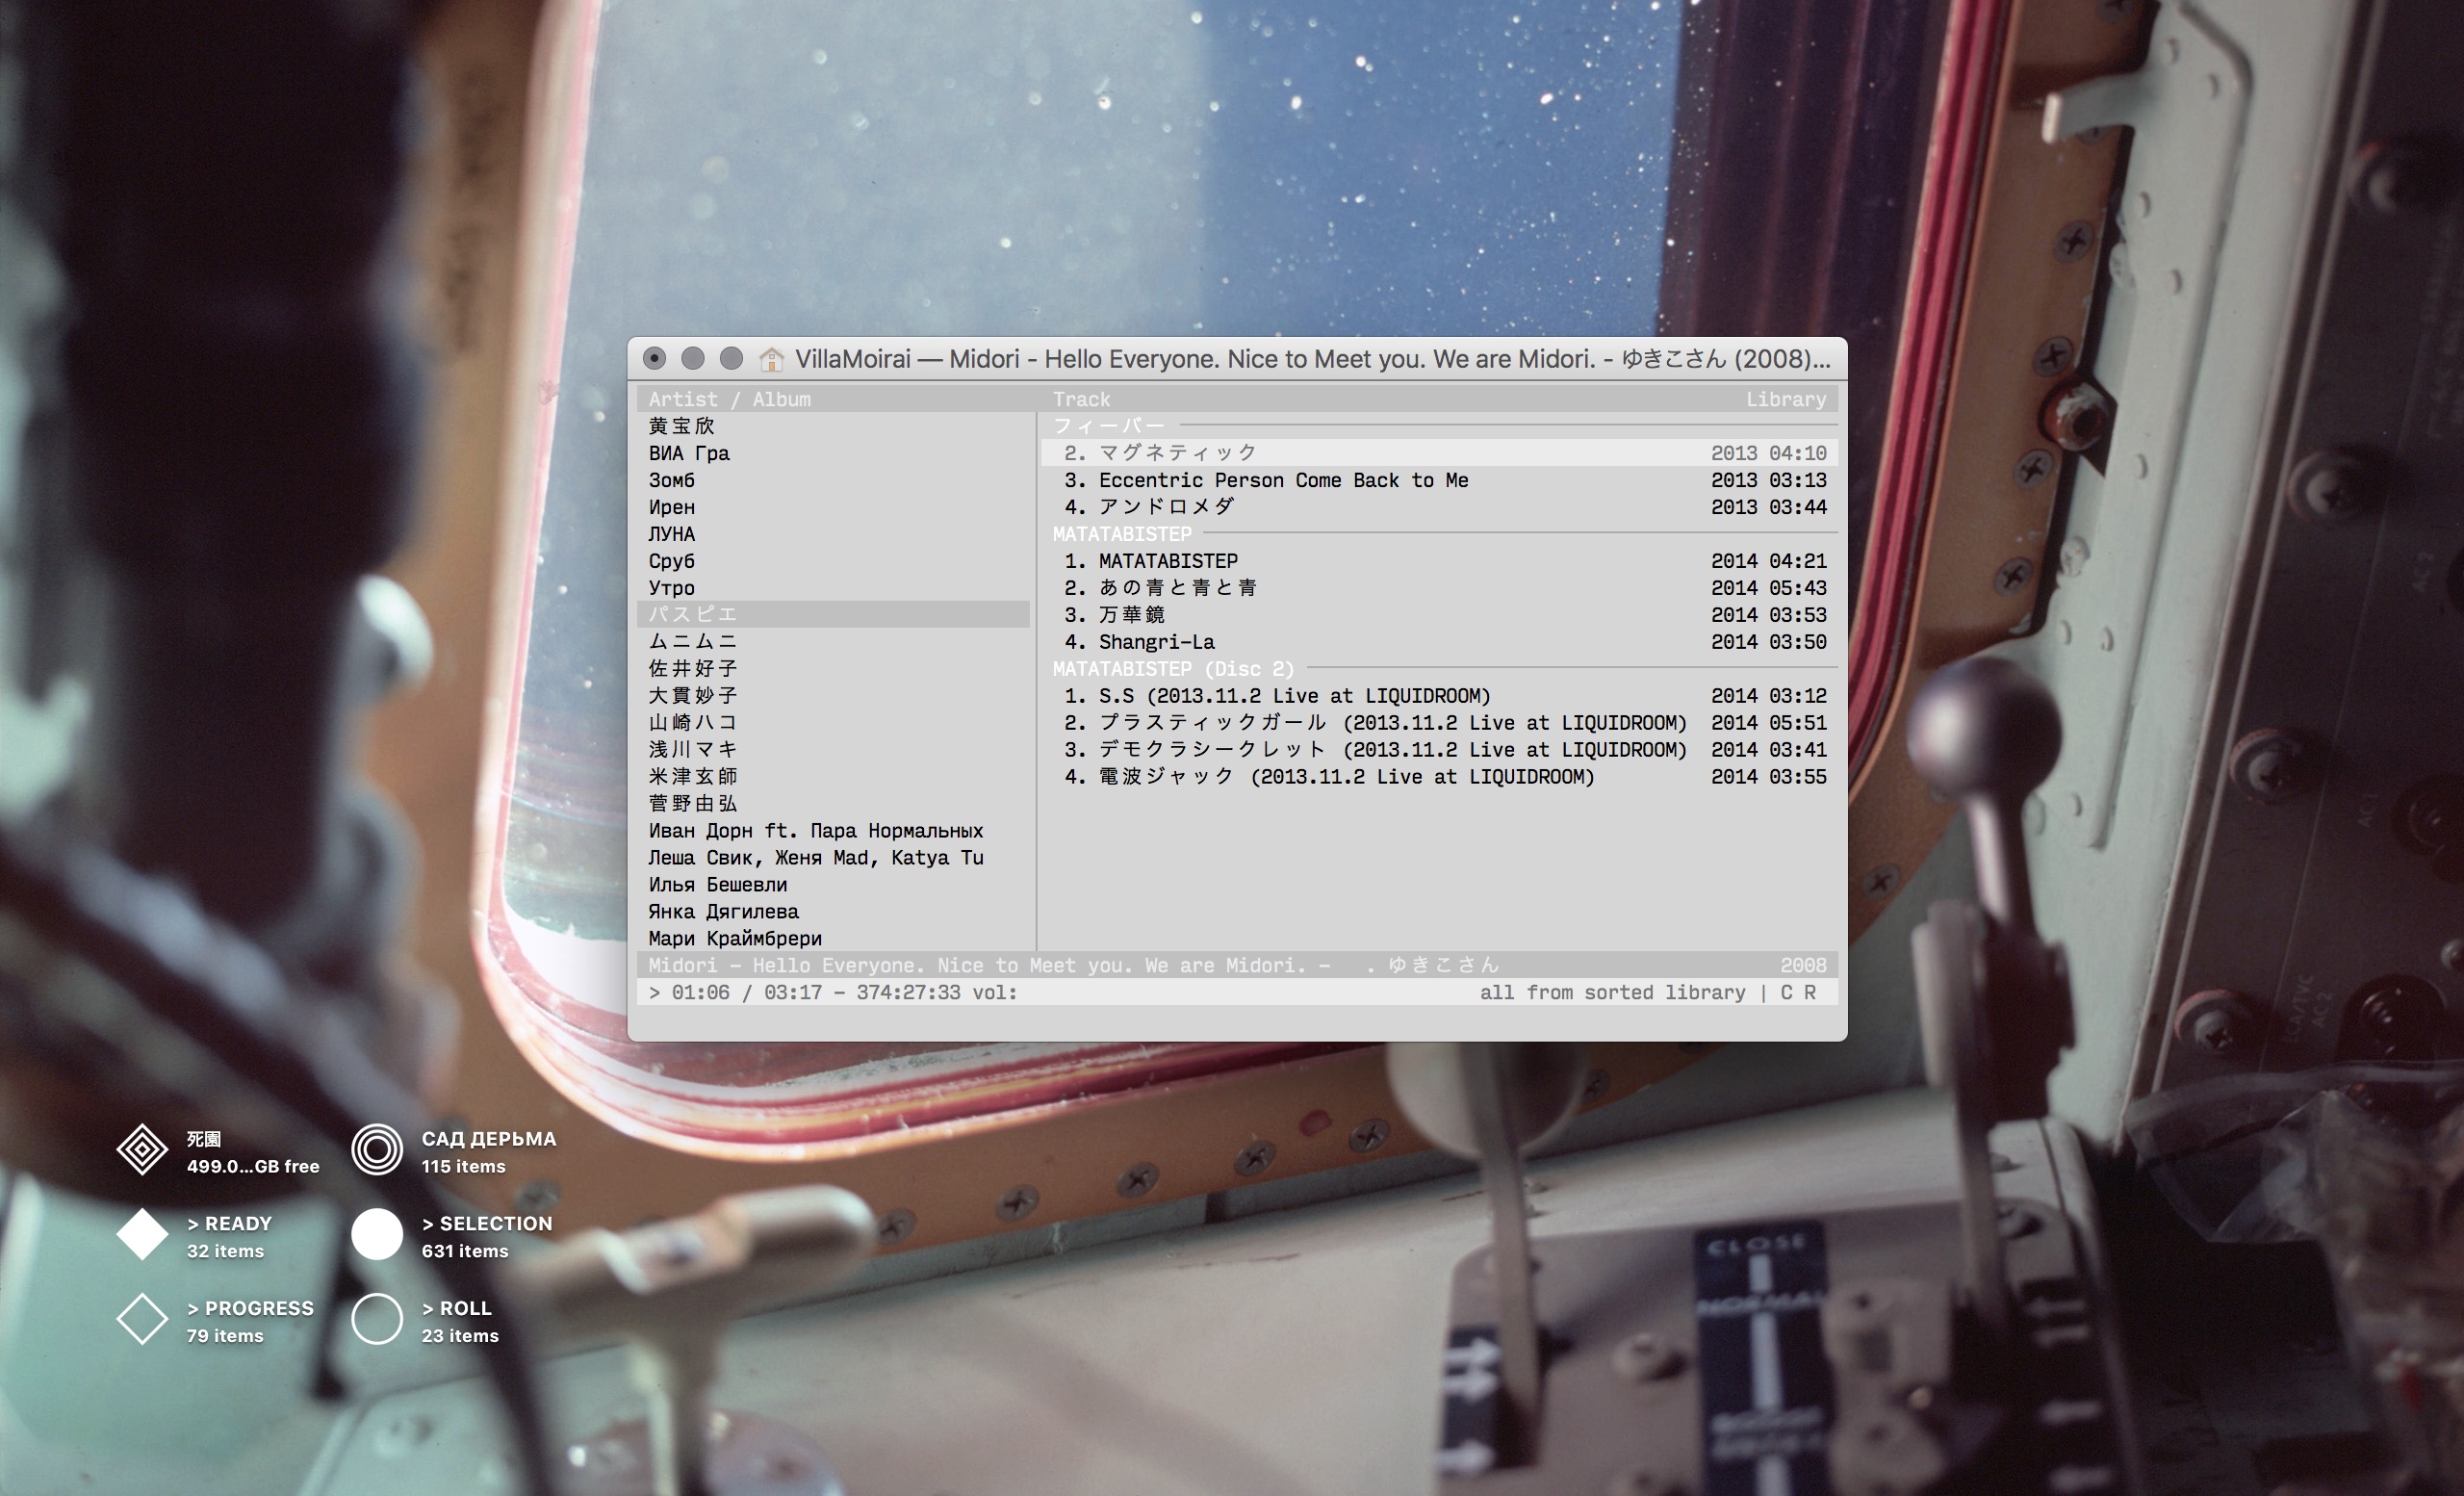 VillaMoirai — Midori - Hello Everyone. Nice to Meet you. We are Midori. - ゆきこさん (2008)...
Artist / Album
黄宝欣
ВИА Гра
Зомб
Ирен
ЛУНА
Сруб
Утро
パスピエ
ムニムニ
佐井好子
大貫妙子
山崎ハコ
浅川マキ
米津玄師
菅野由弘
Иван Дорн ft. Пара Нормальных
Леша Свик, Женя Mad, Katya Tu
Илья Бешевли
Янка Дягилева
Мари Краймбрери
Track Library
フィーバー
2. マグネティック 2013 04:10
3. Eccentric Person Come Back to Me 2013 03:13
4. アンドロメダ 2013 03:44
MATATABISTEP
1. MATATABISTEP 2014 04:21
2. あの青と青と青 2014 05:43
3. 万華鏡 2014 03:53
4. Shangri-La 2014 03:50
MATATABISTEP (Disc 2)
1. S.S (2013.11.2 Live at LIQUIDROOM) 2014 03:12
2. プラスティックガール (2013.11.2 Live at LIQUIDROOM) 2014 05:51
3. デモクラシークレット (2013.11.2 Live at LIQUIDROOM) 2014 03:41
4. 電波ジャック (2013.11.2 Live at LIQUIDROOM) 2014 03:55
Midori - Hello Everyone. Nice to Meet you. We are Midori. - . ゆきこさん 2008
> 01:06 / 03:17 - 374:27:33 vol: all from sorted library | C R
死園
499.0...GB free
САД ДЕРЬМА
115 items
> READY
32 items
> SELECTION
631 items
> PROGRESS
79 items
> ROLL
23 items
CLOSE
NORMAL
AC 2
AC 1